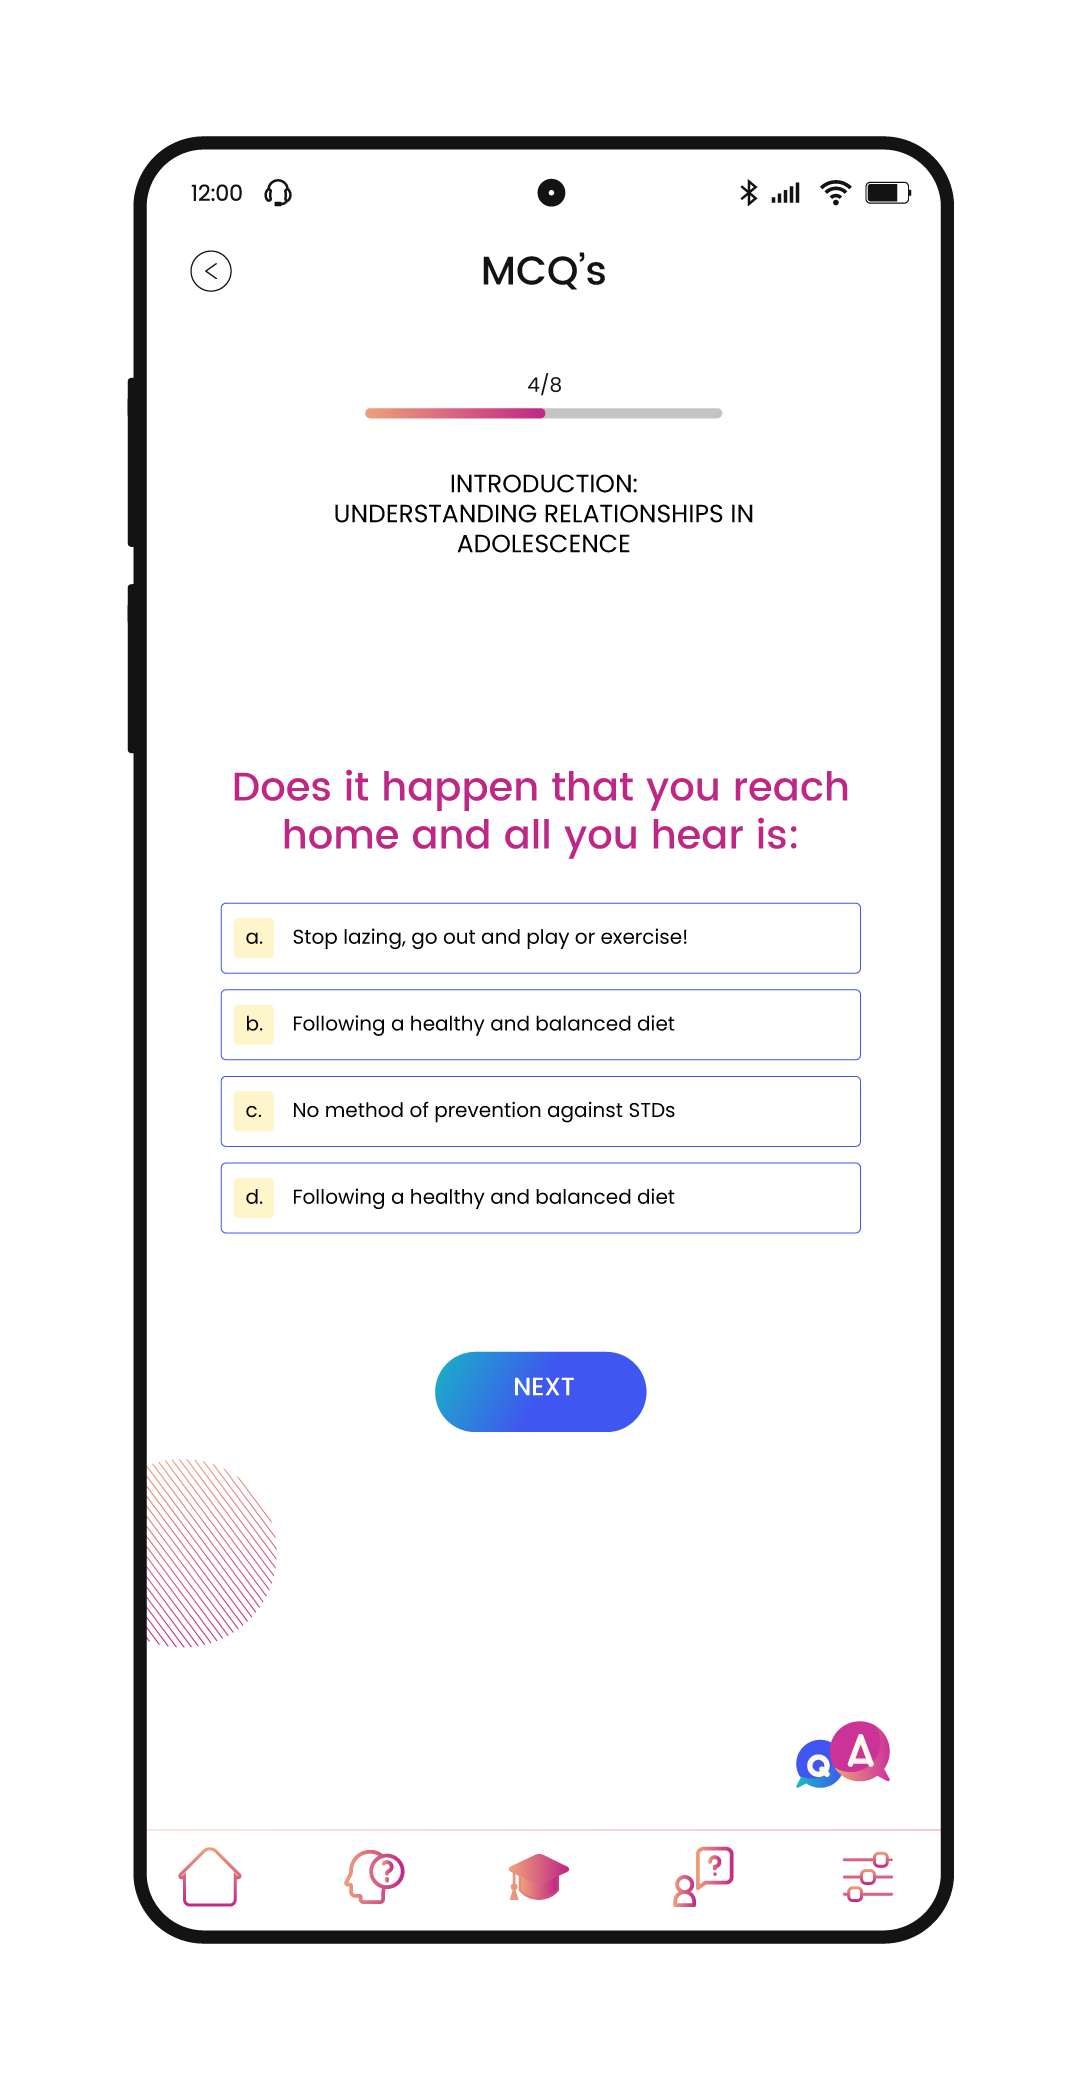 12:00
MCQ’s
4/8
INTRODUCTION:
UNDERSTANDING RELATIONSHIPS IN
ADOLESCENCE
Does it happen that you reach
home and all you hear is:
a. Stop lazing, go out and play or exercise!
b. Following a healthy and balanced diet
c. No method of prevention against STDs
d. Following a healthy and balanced diet
NEXT
Q A
? ?